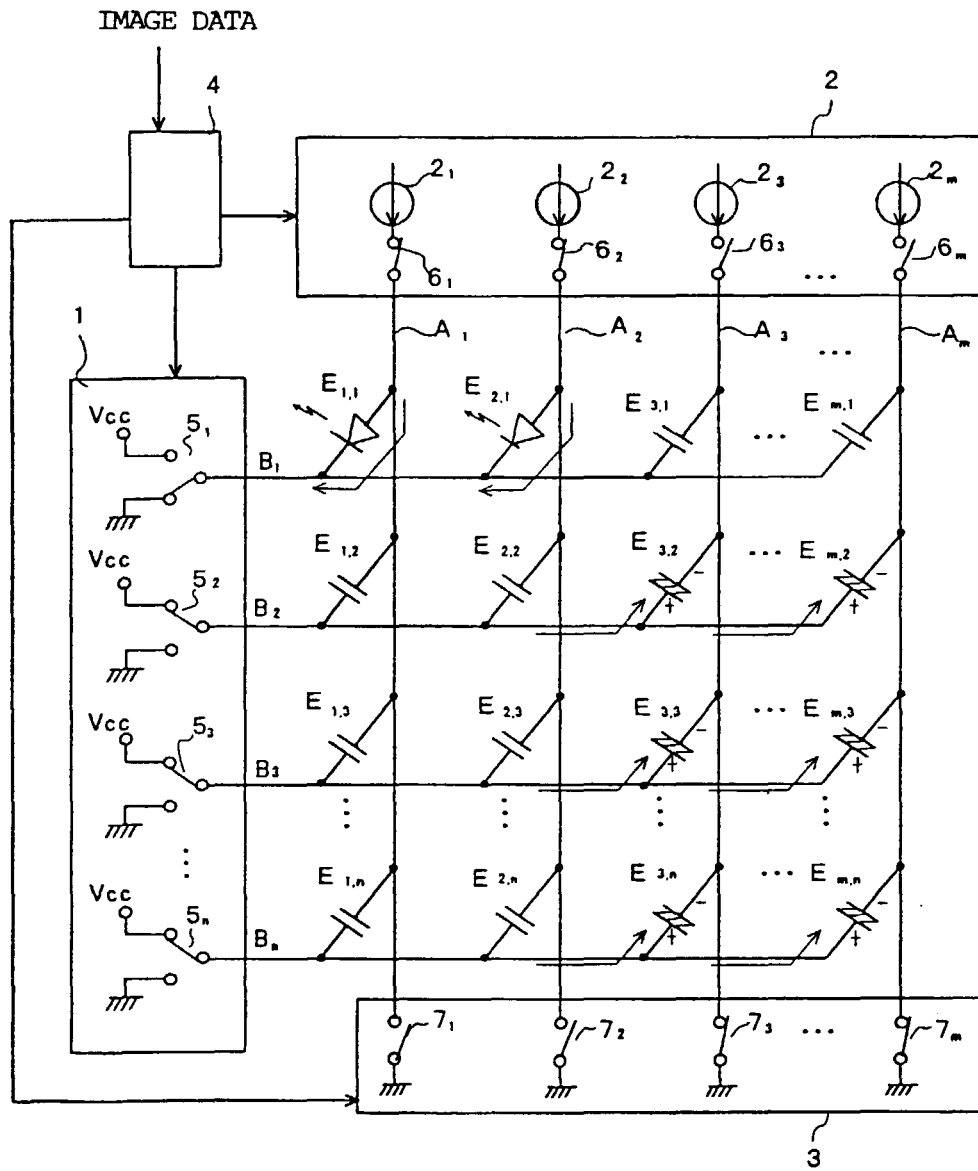 IMAGE DATA
4
2
2₁ 2₂ 2₃ 2ₘ
6₁ 6₂ 6₃ ... 6ₘ
1
A₁ A₂ A₃ ... Aₘ
Vcc 5₁ E₁,₁ E₂,₁ E₃,₁ ... Eₘ,₁
B₁
Vcc 5₂ E₁,₂ E₂,₂ E₃,₂ - ... Eₘ,₂ -
B₂ + +
Vcc 5₃ E₁,₃ E₂,₃ E₃,₃ - ... Eₘ,₃ -
B₃ + +
Vcc 5ₙ E₁,ₙ E₂,ₙ E₃,ₙ - ... Eₘ,ₙ -
Bₙ + +
7₁ 7₂ 7₃ ... 7ₘ
3